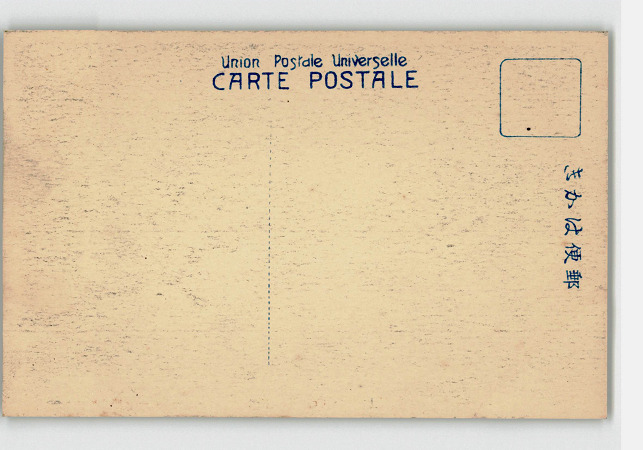 Union Postale Universelle
CARTE POSTALE
郵便はかき